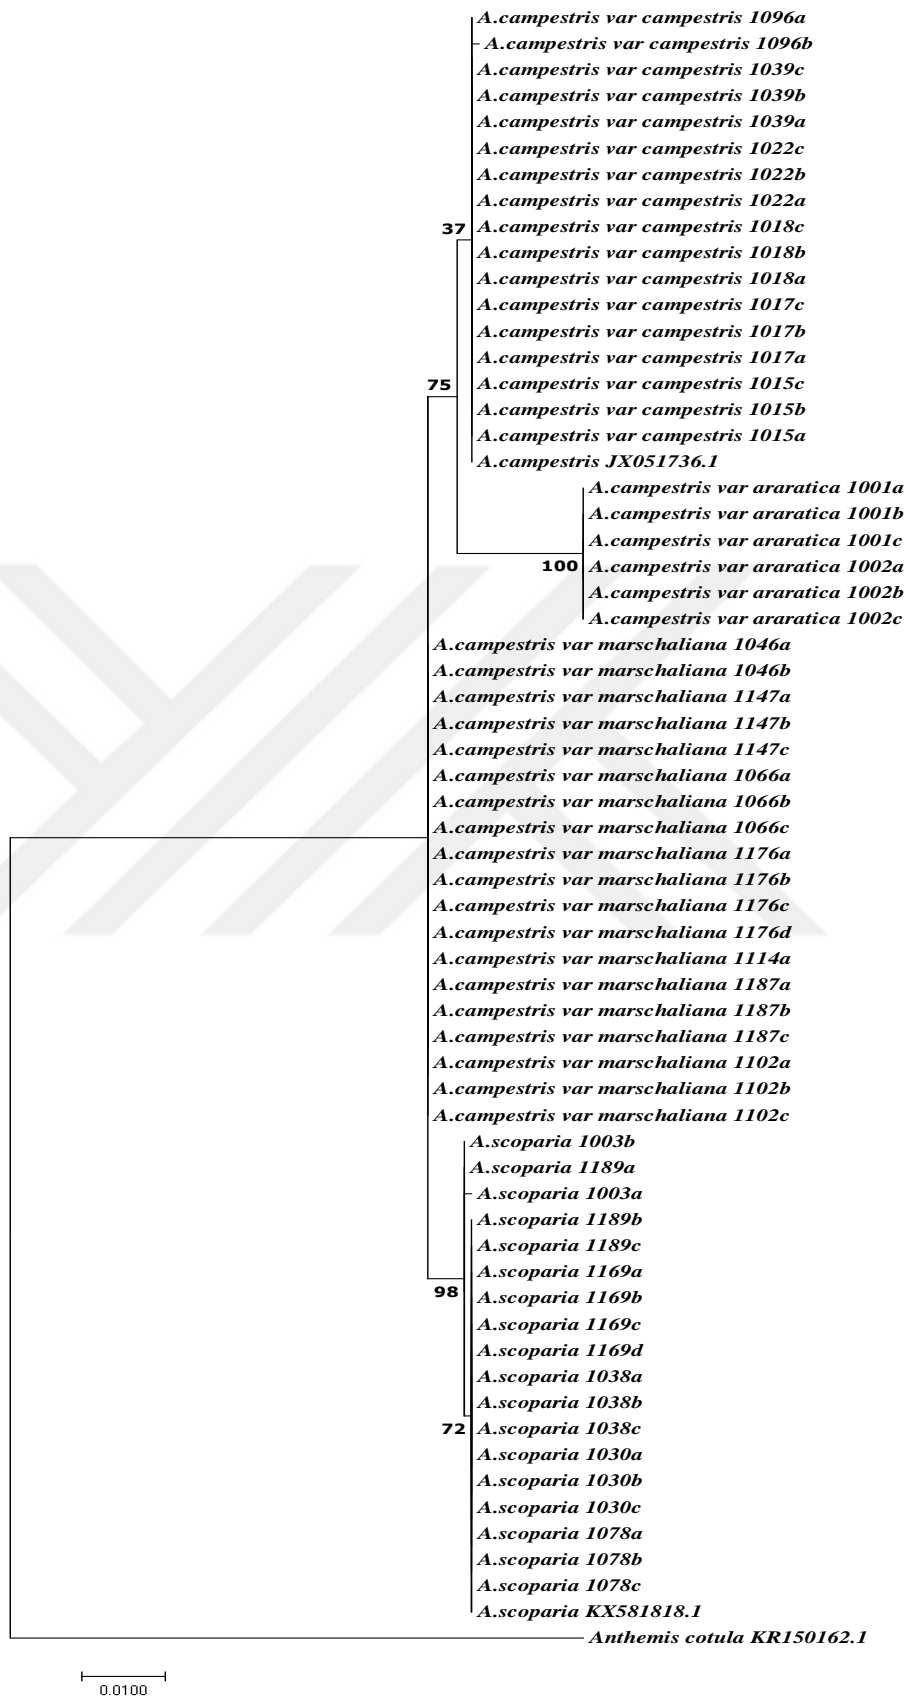 A.campestris var campestris 1096a
A.campestris var campestris 1096b
A.campestris var campestris 1039c
A.campestris var campestris 1039b
A.campestris var campestris 1039a
A.campestris var campestris 1022c
A.campestris var campestris 1022b
A.campestris var campestris 1022a
37 A.campestris var campestris 1018c
A.campestris var campestris 1018b
A.campestris var campestris 1018a
A.campestris var campestris 1017c
A.campestris var campestris 1017b
A.campestris var campestris 1017a
75 A.campestris var campestris 1015c
A.campestris var campestris 1015b
A.campestris var campestris 1015a
A.campestris JX051736.1
A.campestris var araratica 1001a
A.campestris var araratica 1001b
A.campestris var araratica 1001c
100 A.campestris var araratica 1002a
A.campestris var araratica 1002b
A.campestris var araratica 1002c
A.campestris var marschaliana 1046a
A.campestris var marschaliana 1046b
A.campestris var marschaliana 1147a
A.campestris var marschaliana 1147b
A.campestris var marschaliana 1147c
A.campestris var marschaliana 1066a
A.campestris var marschaliana 1066b
A.campestris var marschaliana 1066c
A.campestris var marschaliana 1176a
A.campestris var marschaliana 1176b
A.campestris var marschaliana 1176c
A.campestris var marschaliana 1176d
A.campestris var marschaliana 1114a
A.campestris var marschaliana 1187a
A.campestris var marschaliana 1187b
A.campestris var marschaliana 1187c
A.campestris var marschaliana 1102a
A.campestris var marschaliana 1102b
A.campestris var marschaliana 1102c
A.scoparia 1003b
A.scoparia 1189a
A.scoparia 1003a
A.scoparia 1189b
A.scoparia 1189c
A.scoparia 1169a
98 A.scoparia 1169b
A.scoparia 1169c
A.scoparia 1169d
A.scoparia 1038a
A.scoparia 1038b
72 A.scoparia 1038c
A.scoparia 1030a
A.scoparia 1030b
A.scoparia 1030c
A.scoparia 1078a
A.scoparia 1078b
A.scoparia 1078c
A.scoparia KX581818.1
Anthemis cotula KR150162.1
0.0100